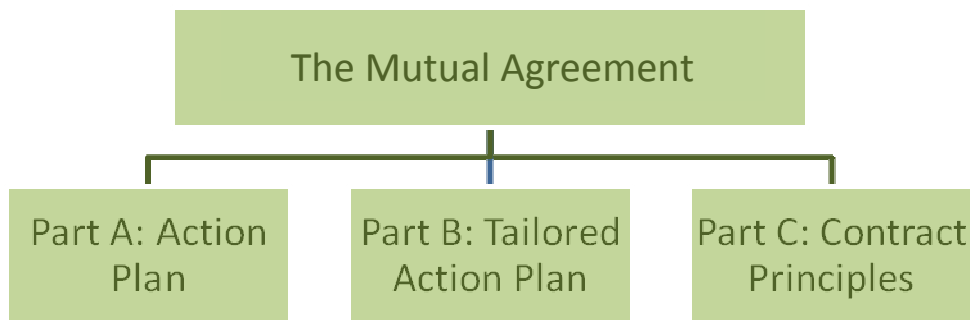 The Mutual Agreement
Part A: Action
Plan
Part B: Tailored
Action Plan
Part C: Contract
Principles